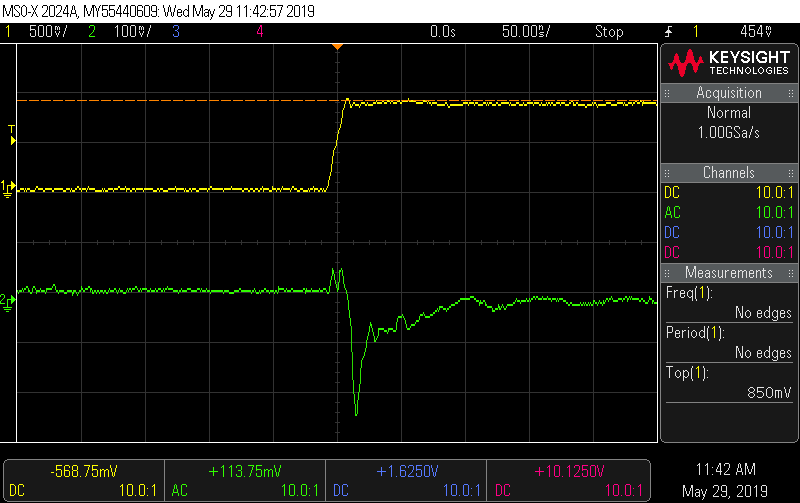 MSO-X 2024A, MY55440609: Wed May 29 11:42:57 2019
1 500mV/ 2 100mV/ 3 4 0.0s 50.00ns/ Stop 1 454mV
KEYSIGHT
TECHNOLOGIES
Acquisition
Normal
1.00GSa/s
Channels
DC 10.0:1
AC 10.0:1
DC 10.0:1
DC 10.0:1
Measurements
Freq(1):
No edges
Period(1):
No edges
Top(1):
850mV
T
1
2
-568.75mV +113.75mV +1.6250V +10.1250V
DC 10.0:1 AC 10.0:1 DC 10.0:1 DC 10.0:1
11:42 AM
May 29, 2019